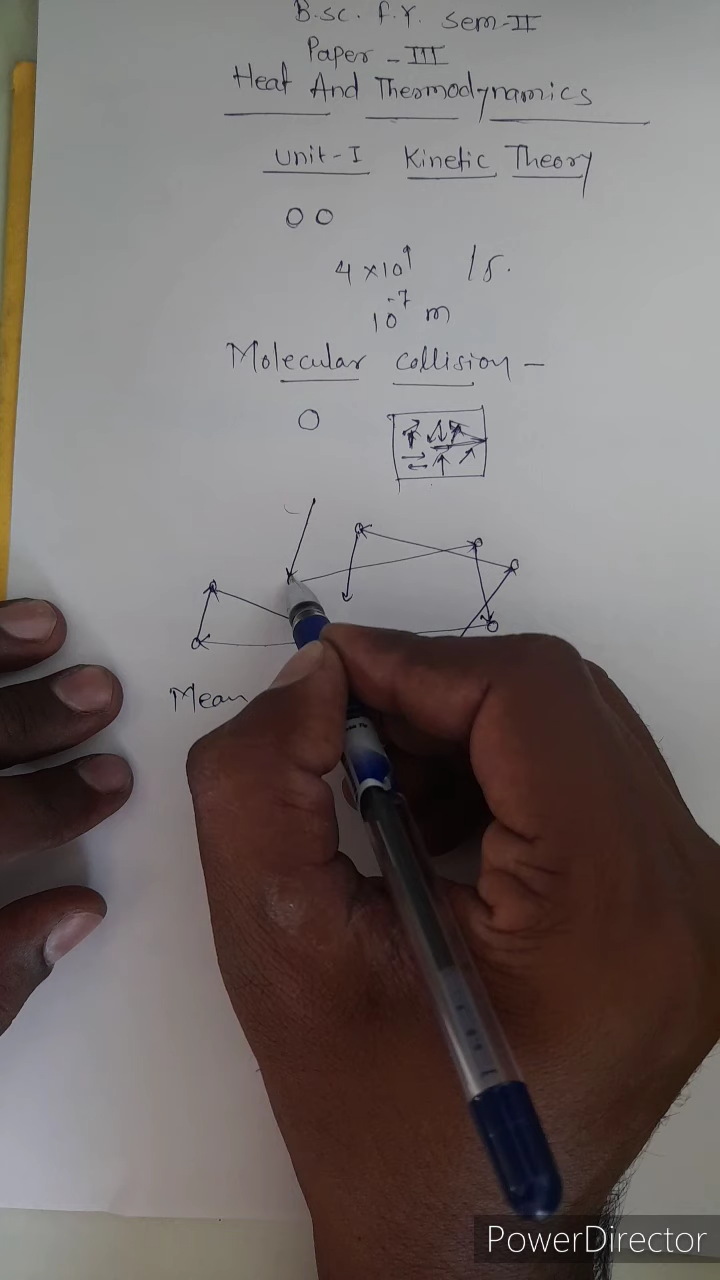 B.sc. F.Y. Sem-II
Paper - III
Heat And Thermodynamics
Unit-I Kinetic Theory
4 × 10⁹ /s.
10⁻⁷ m
Molecular collision -
Mean
PowerDirector